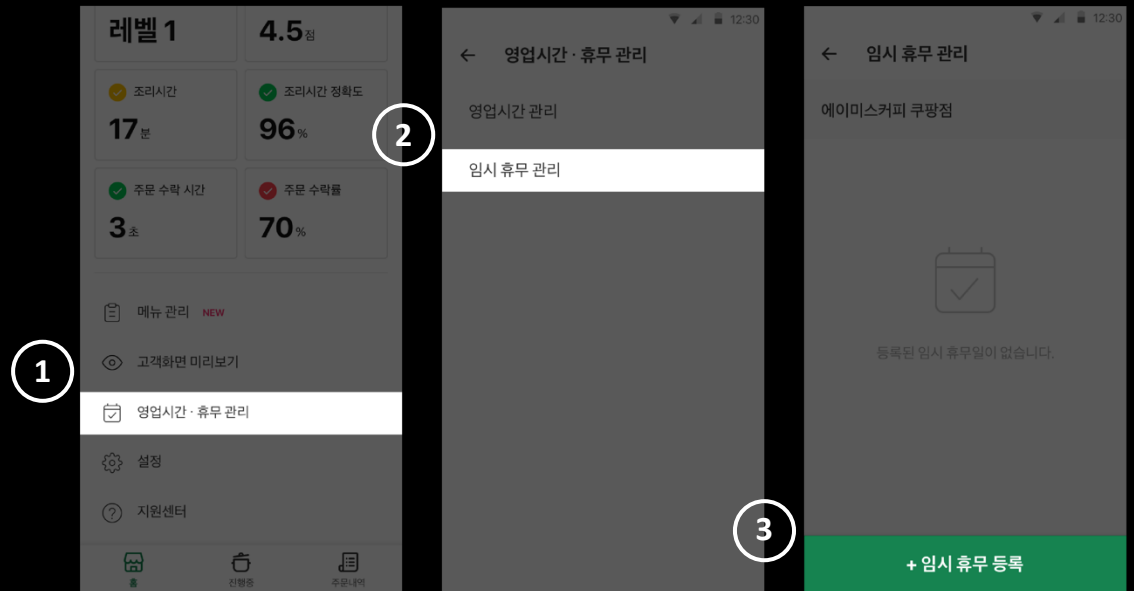 레벨 1
4.5점
조리시간
17분
조리시간 정확도
96%
주문 수락 시간
3초
주문 수락률
70%
메뉴 관리 NEW
1
고객화면 미리보기
영업시간 · 휴무 관리
설정
지원센터
홈
진행중
주문내역
12:30
← 영업시간 · 휴무 관리
영업시간 관리
2
임시 휴무 관리
12:30
← 임시 휴무 관리
에이미스커피 쿠팡점
등록된 임시 휴무일이 없습니다.
3
+ 임시 휴무 등록